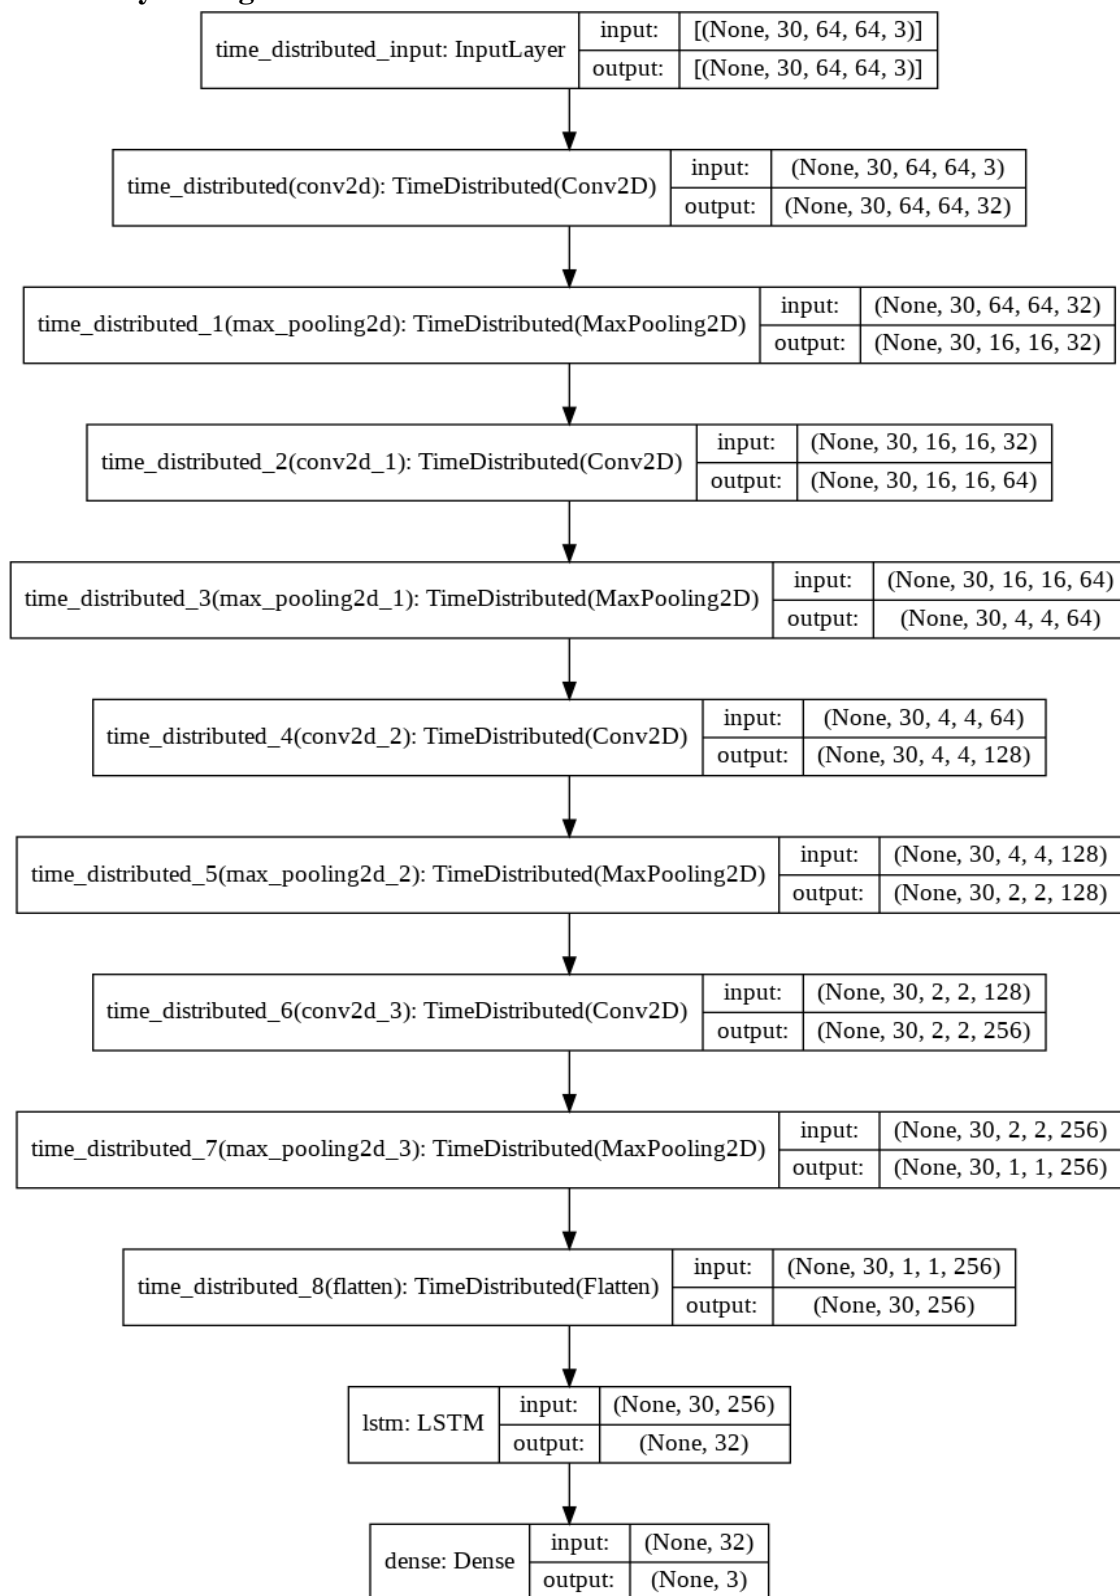 time_distributed_input: InputLayer
input: [(None, 30, 64, 64, 3)]
output: [(None, 30, 64, 64, 3)]
time_distributed(conv2d): TimeDistributed(Conv2D)
input: (None, 30, 64, 64, 3)
output: (None, 30, 64, 64, 32)
time_distributed_1(max_pooling2d): TimeDistributed(MaxPooling2D)
input: (None, 30, 64, 64, 32)
output: (None, 30, 16, 16, 32)
time_distributed_2(conv2d_1): TimeDistributed(Conv2D)
input: (None, 30, 16, 16, 32)
output: (None, 30, 16, 16, 64)
time_distributed_3(max_pooling2d_1): TimeDistributed(MaxPooling2D)
input: (None, 30, 16, 16, 64)
output: (None, 30, 4, 4, 64)
time_distributed_4(conv2d_2): TimeDistributed(Conv2D)
input: (None, 30, 4, 4, 64)
output: (None, 30, 4, 4, 128)
time_distributed_5(max_pooling2d_2): TimeDistributed(MaxPooling2D)
input: (None, 30, 4, 4, 128)
output: (None, 30, 2, 2, 128)
time_distributed_6(conv2d_3): TimeDistributed(Conv2D)
input: (None, 30, 2, 2, 128)
output: (None, 30, 2, 2, 256)
time_distributed_7(max_pooling2d_3): TimeDistributed(MaxPooling2D)
input: (None, 30, 2, 2, 256)
output: (None, 30, 1, 1, 256)
time_distributed_8(flatten): TimeDistributed(Flatten)
input: (None, 30, 1, 1, 256)
output: (None, 30, 256)
lstm: LSTM
input: (None, 30, 256)
output: (None, 32)
dense: Dense
input: (None, 32)
output: (None, 3)